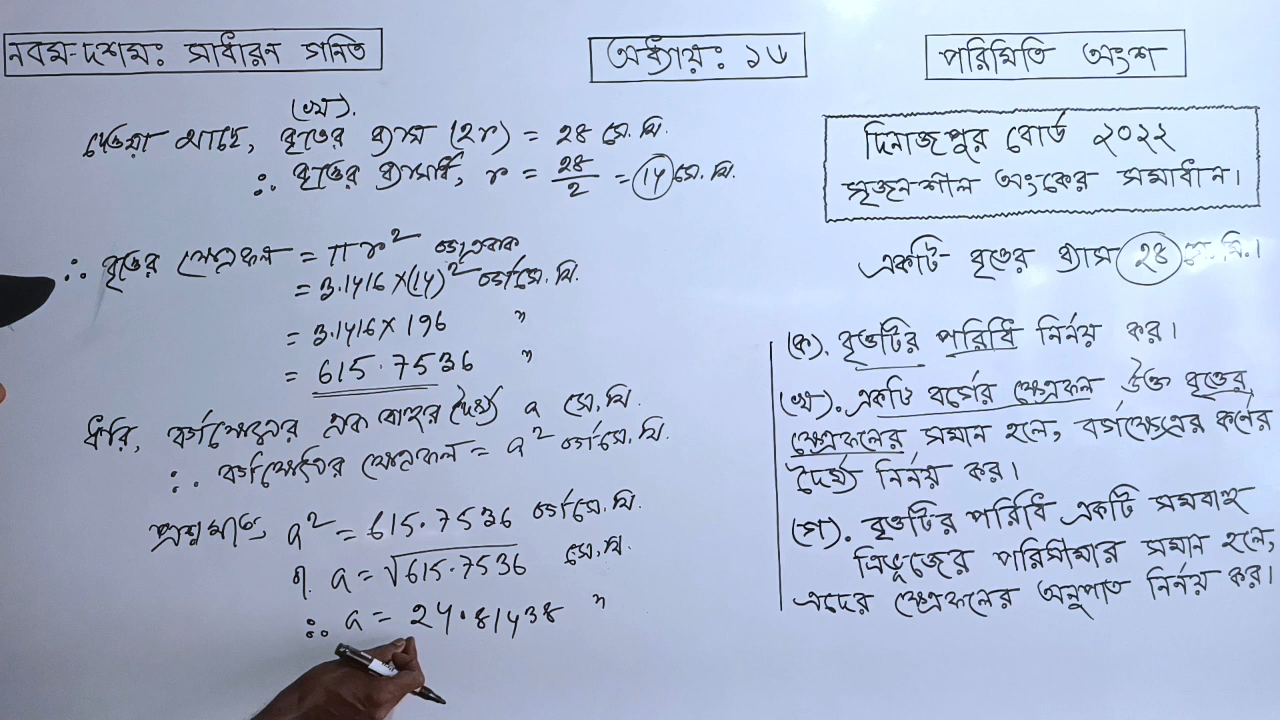 নবম-দশমঃ সাধারন গনিত
অধ্যায়ঃ ১৬
পরিমিতি অংশ
(খ).
দেওয়া আছে, বৃত্তের ব্যাস (2r) = 28 সে.মি.
∴ বৃত্তের ব্যাসার্ধ, r = 28/2 = 14 সে.মি.
∴ বৃত্তের ক্ষেত্রফল = πr² বর্গএকক
= 3.1416×(14)² বর্গসে.মি.
= 3.1416×196 "
= 615.7536 "
ধরি, বর্গক্ষেত্রের এক বাহুর দৈর্ঘ্য a সে.মি.
∴ বর্গক্ষেত্রের ক্ষেত্রফল = a² বর্গসে.মি.
প্রশ্নমতে, a² = 615.7536 বর্গসে.মি.
বা, a = √615.7536 সে.মি.
∴ a = 24.81438 "
দিনাজপুর বোর্ড ২০২২
সৃজনশীল অংকের সমাধান।
একটি বৃত্তের ব্যাস 28 সে.মি.।
(ক). বৃত্তটির পরিধি নির্নয় কর।
(খ). একটি বর্গের ক্ষেত্রফল উক্ত বৃত্তের
ক্ষেত্রফলের সমান হলে, বর্গক্ষেত্রের কর্নের
দৈর্ঘ্য নির্নয় কর।
(গ). বৃত্তটির পরিধি একটি সমবাহু
ত্রিভূজের পরিসীমার সমান হলে,
এদের ক্ষেত্রফলের অনুপাত নির্নয় কর।